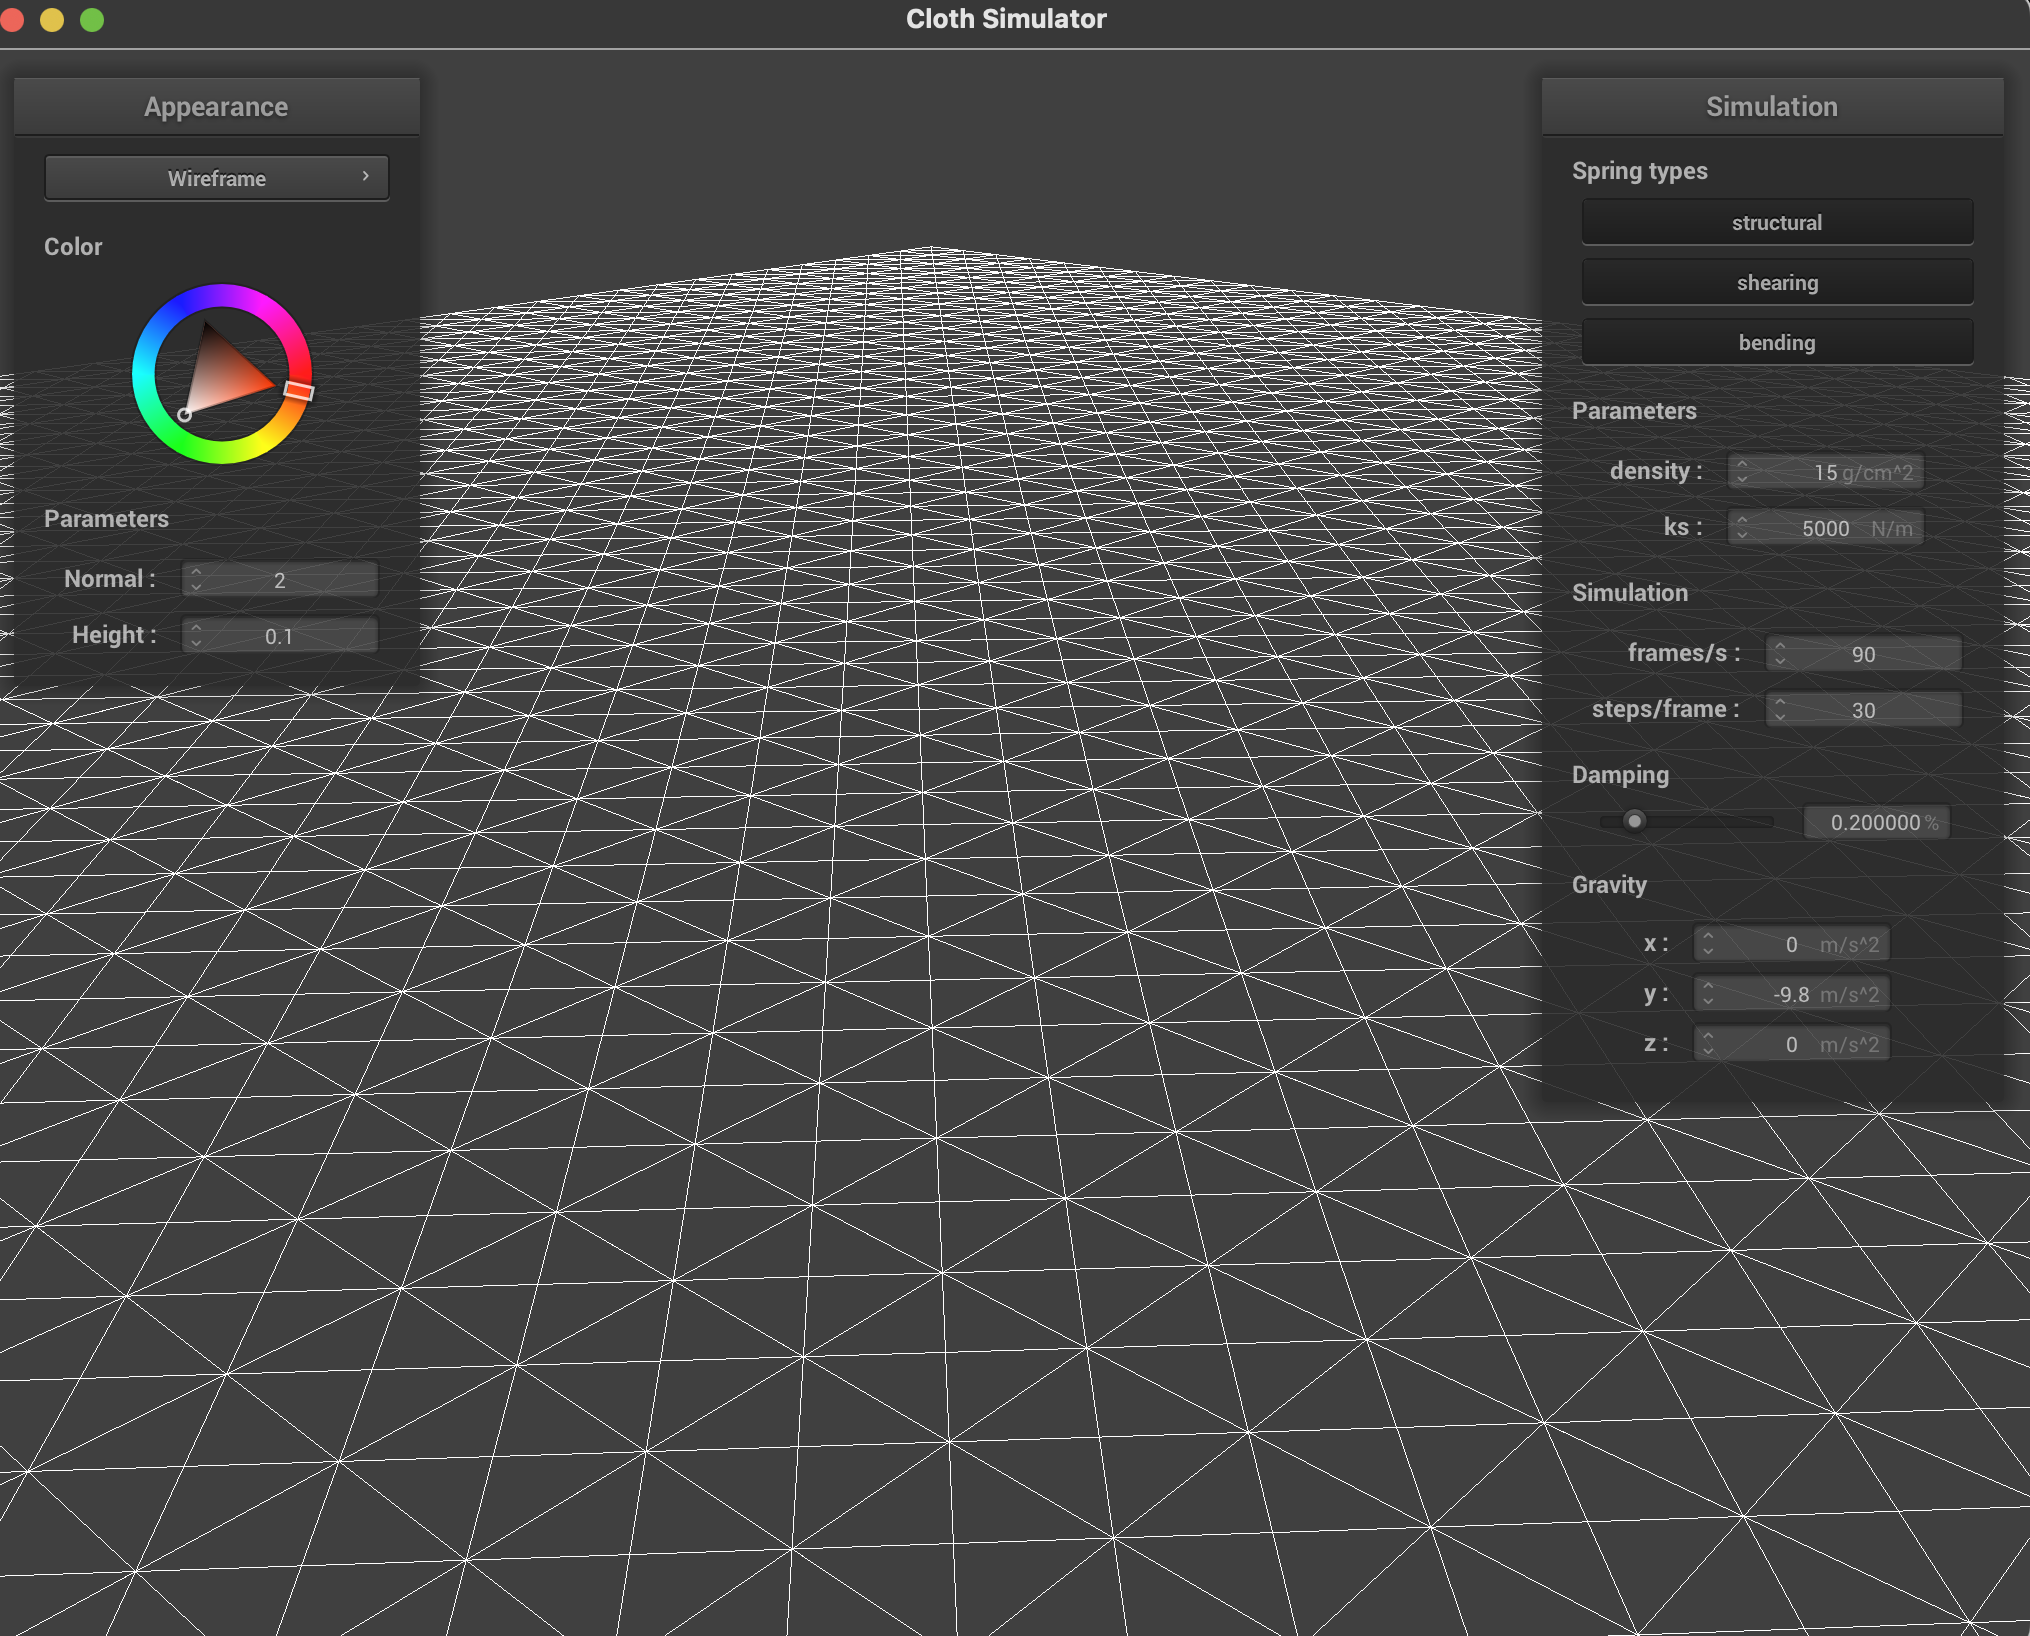 Cloth Simulator
Appearance
Wireframe
Color
Parameters
Normal : 2
Height : 0.1
Simulation
Spring types
structural
shearing
bending
Parameters
density : 15 g/cm^2
ks : 5000 N/m
Simulation
frames/s : 90
steps/frame : 30
Damping
0.200000 %
Gravity
x : 0 m/s^2
y : -9.8 m/s^2
z : 0 m/s^2